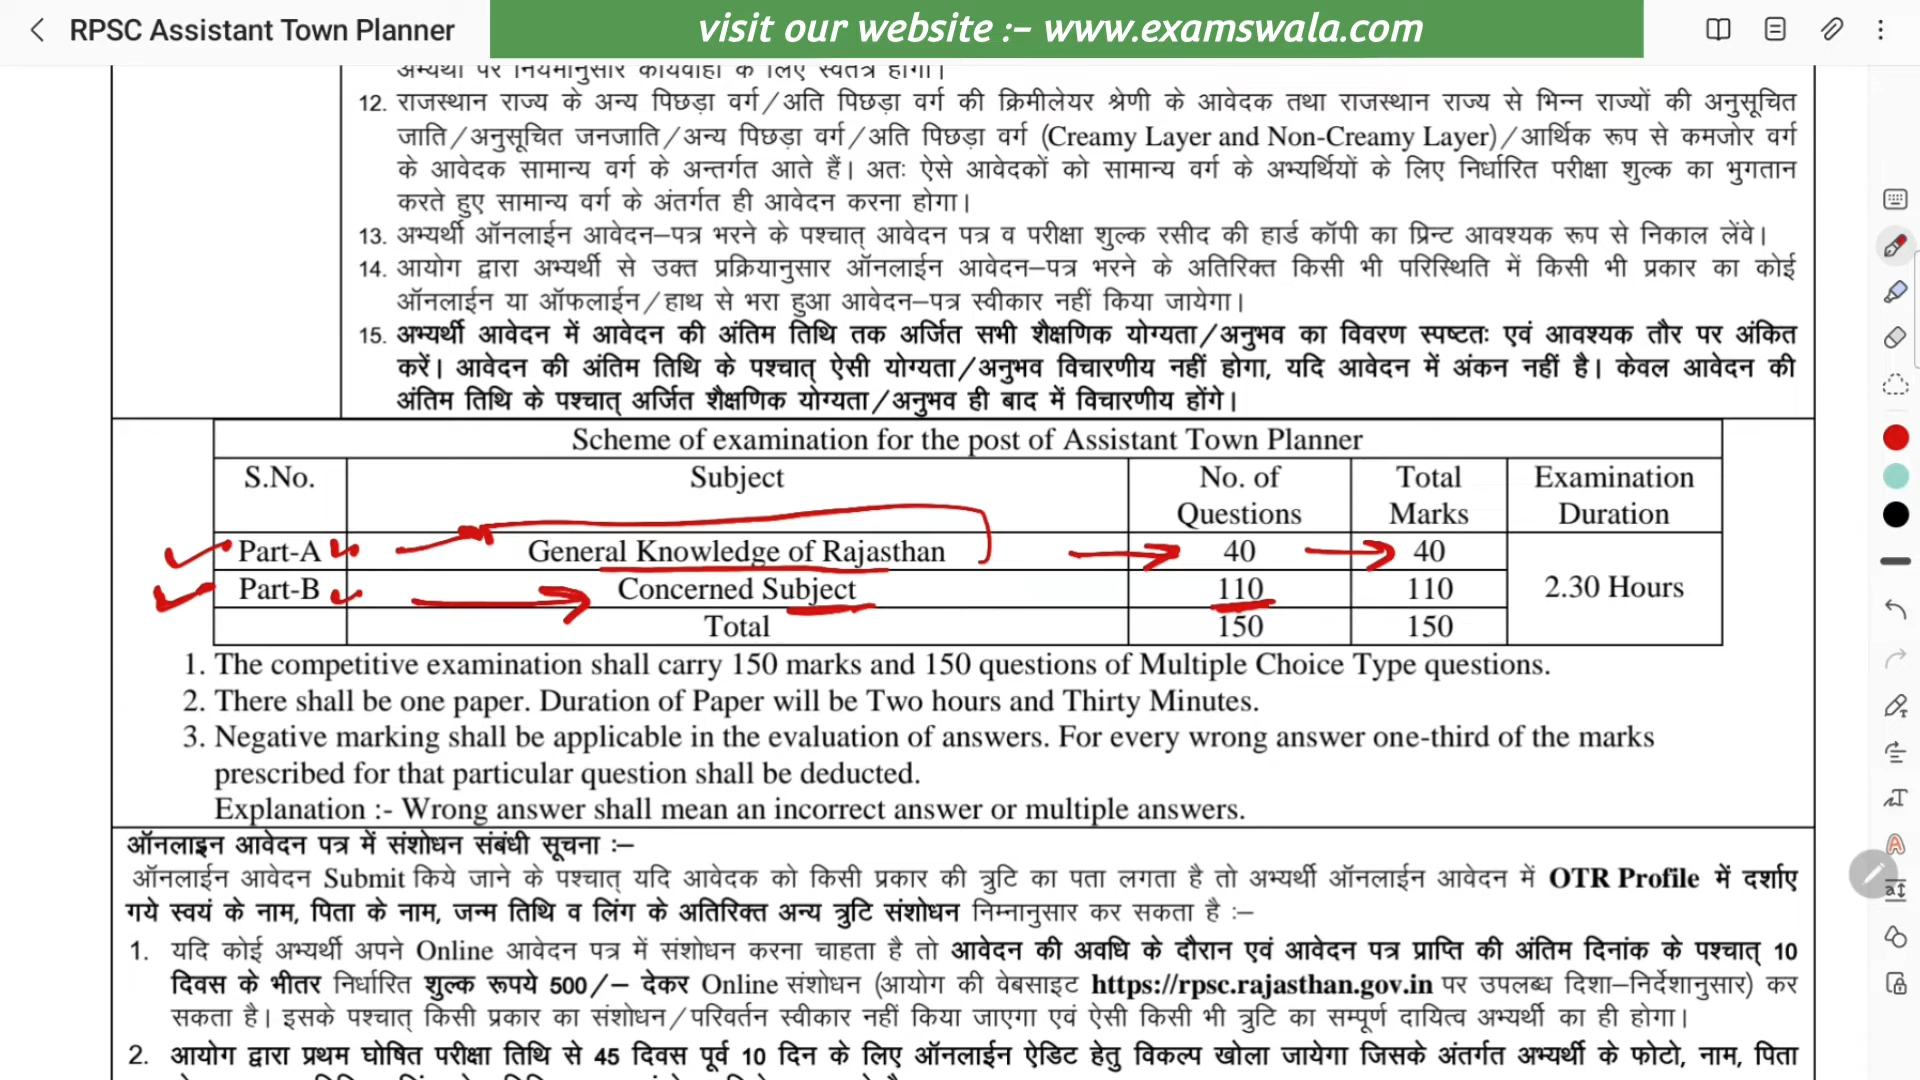 RPSC Assistant Town Planner
visit our website :- www.examswala.com
अभ्यर्थी पर नियमानुसार कार्यवाही के लिए स्वतंत्र होगा।
12. राजस्थान राज्य के अन्य पिछड़ा वर्ग/अति पिछड़ा वर्ग की क्रिमीलेयर श्रेणी के आवेदक तथा राजस्थान राज्य से भिन्न राज्यों की अनुसूचित
जाति/अनुसूचित जनजाति/अन्य पिछड़ा वर्ग/अति पिछड़ा वर्ग (Creamy Layer and Non-Creamy Layer)/आर्थिक रूप से कमजोर वर्ग
के आवेदक सामान्य वर्ग के अन्तर्गत आते हैं। अतः ऐसे आवेदकों को सामान्य वर्ग के अभ्यर्थियों के लिए निर्धारित परीक्षा शुल्क का भुगतान
करते हुए सामान्य वर्ग के अंतर्गत ही आवेदन करना होगा।
13. अभ्यर्थी ऑनलाईन आवेदन–पत्र भरने के पश्चात् आवेदन पत्र व परीक्षा शुल्क रसीद की हार्ड कॉपी का प्रिन्ट आवश्यक रूप से निकाल लेंवे।
14. आयोग द्वारा अभ्यर्थी से उक्त प्रक्रियानुसार ऑनलाईन आवेदन–पत्र भरने के अतिरिक्त किसी भी परिस्थिति में किसी भी प्रकार का कोई
ऑनलाईन या ऑफलाईन/हाथ से भरा हुआ आवेदन–पत्र स्वीकार नहीं किया जायेगा।
15. अभ्यर्थी आवेदन में आवेदन की अंतिम तिथि तक अर्जित सभी शैक्षणिक योग्यता/अनुभव का विवरण स्पष्टतः एवं आवश्यक तौर पर अंकित
करें। आवेदन की अंतिम तिथि के पश्चात् ऐसी योग्यता/अनुभव विचारणीय नहीं होगा, यदि आवेदन में अंकन नहीं है। केवल आवेदन की
अंतिम तिथि के पश्चात् अर्जित शैक्षणिक योग्यता/अनुभव ही बाद में विचारणीय होंगे।
Scheme of examination for the post of Assistant Town Planner
S.No. Subject No. of Questions Total Marks Examination Duration
Part-A General Knowledge of Rajasthan 40 40 2.30 Hours
Part-B Concerned Subject 110 110
Total 150 150
1. The competitive examination shall carry 150 marks and 150 questions of Multiple Choice Type questions.
2. There shall be one paper. Duration of Paper will be Two hours and Thirty Minutes.
3. Negative marking shall be applicable in the evaluation of answers. For every wrong answer one-third of the marks
prescribed for that particular question shall be deducted.
Explanation :- Wrong answer shall mean an incorrect answer or multiple answers.
ऑनलाइन आवेदन पत्र में संशोधन संबंधी सूचना :–
ऑनलाईन आवेदन Submit किये जाने के पश्चात् यदि आवेदक को किसी प्रकार की त्रुटि का पता लगता है तो अभ्यर्थी ऑनलाईन आवेदन में OTR Profile में दर्शाए
गये स्वयं के नाम, पिता के नाम, जन्म तिथि व लिंग के अतिरिक्त अन्य त्रुटि संशोधन निम्नानुसार कर सकता है :–
1. यदि कोई अभ्यर्थी अपने Online आवेदन पत्र में संशोधन करना चाहता है तो आवेदन की अवधि के दौरान एवं आवेदन पत्र प्राप्ति की अंतिम दिनांक के पश्चात् 10
दिवस के भीतर निर्धारित शुल्क रूपये 500/– देकर Online संशोधन (आयोग की वेबसाइट https://rpsc.rajasthan.gov.in पर उपलब्ध दिशा–निर्देशानुसार) कर
सकता है। इसके पश्चात् किसी प्रकार का संशोधन/परिवर्तन स्वीकार नहीं किया जाएगा एवं ऐसी किसी भी त्रुटि का सम्पूर्ण दायित्व अभ्यर्थी का ही होगा।
2. आयोग द्वारा प्रथम घोषित परीक्षा तिथि से 45 दिवस पूर्व 10 दिन के लिए ऑनलाईन ऐडिट हेतु विकल्प खोला जायेगा जिसके अंतर्गत अभ्यर्थी के फोटो, नाम, पिता